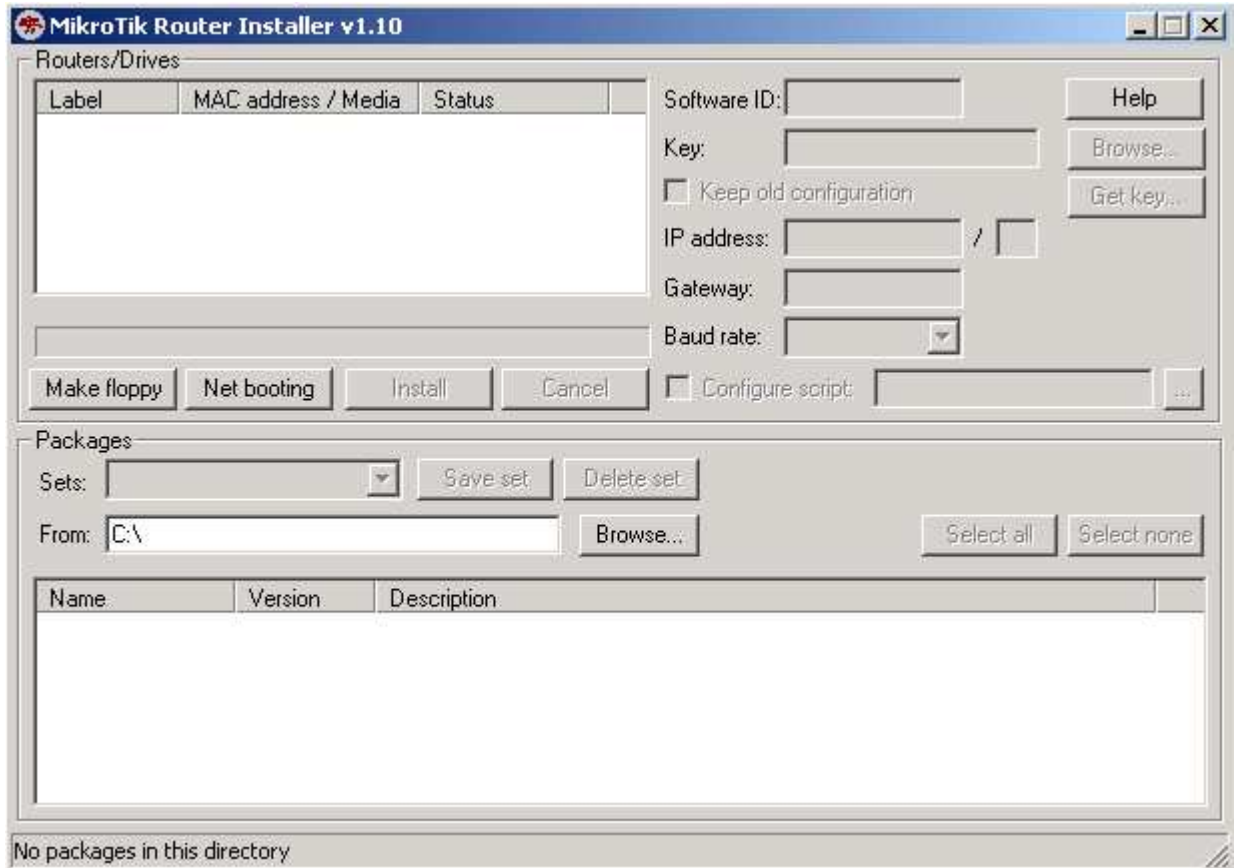 MikroTik Router Installer v1.10
Routers/Drives
Label MAC address / Media Status
Software ID: Help
Key: Browse...
Keep old configuration Get key...
IP address: /
Gateway:
Baud rate:
Make floppy Net booting Install Cancel Configure script: ...
Packages
Sets: Save set Delete set
From: C:\ Browse... Select all Select none
Name Version Description
No packages in this directory